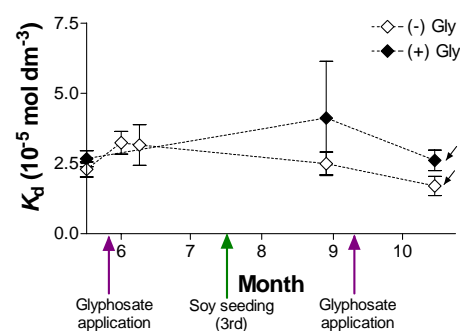 7.5
(-) Gly
(+) Gly
5.0
2.5
0.0
Kd (10-5 mol dm-3)
6 7 8 9 10
Month
Glyphosate
application
Soy seeding
(3rd)
Glyphosate
application